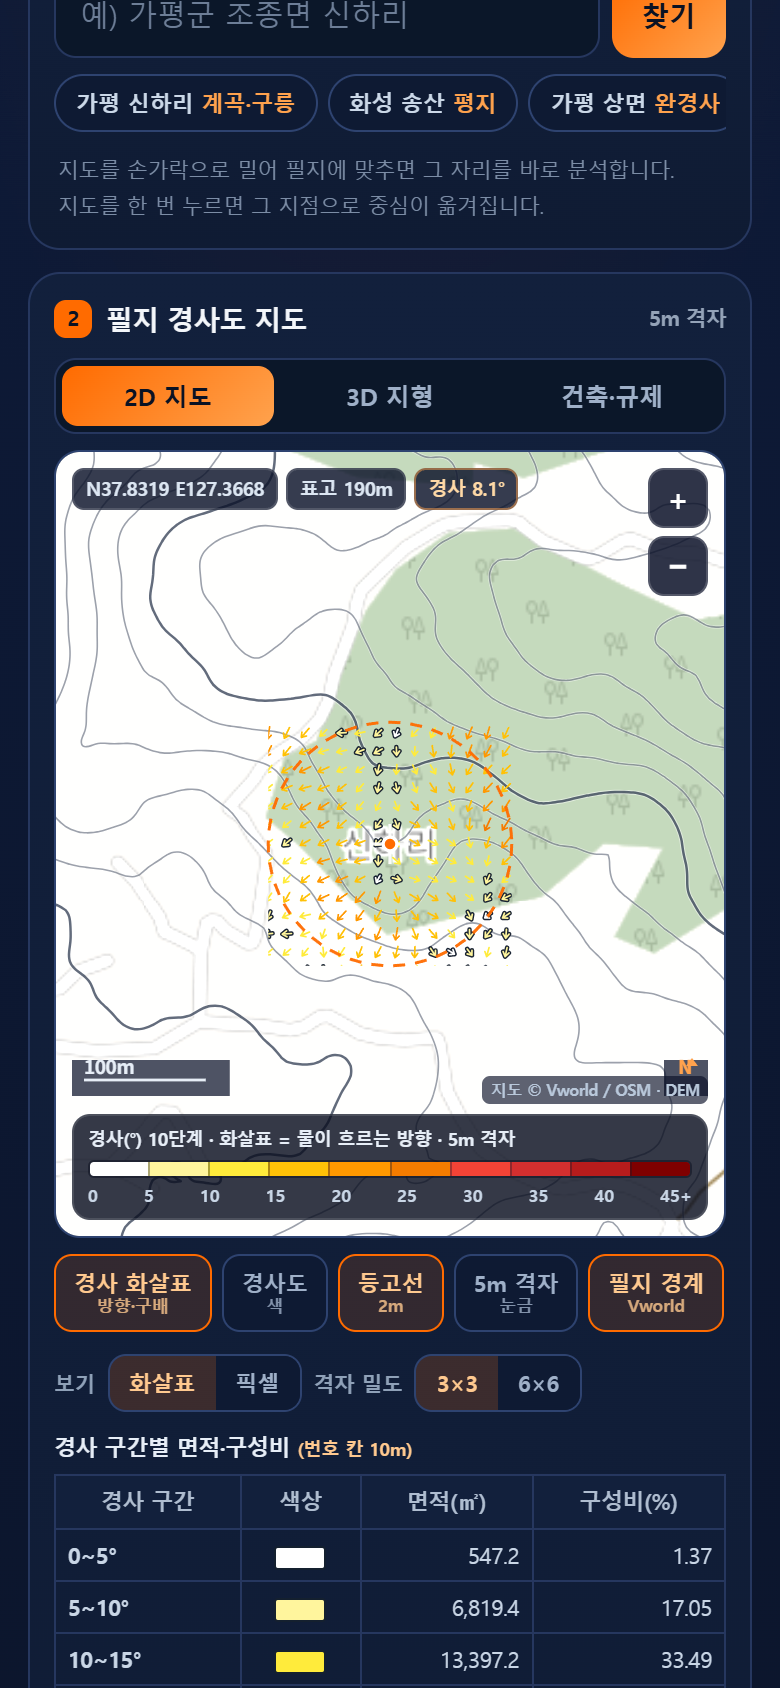 예) 가평군 조종면 신하리
찾기
가평 신하리 계곡·구릉
화성 송산 평지
가평 상면 완경사
지도를 손가락으로 밀어 필지에 맞추면 그 자리를 바로 분석합니다.
지도를 한 번 누르면 그 지점으로 중심이 옮겨집니다.
2 필지 경사도 지도
5m 격자
2D 지도
3D 지형
건축·규제
N37.8319 E127.3668
표고 190m
경사 8.1°
+
−
신하리
100m
N
지도 © Vworld / OSM · DEM
경사(°) 10단계 · 화살표 = 물이 흐르는 방향 · 5m 격자
0 5 10 15 20 25 30 35 40 45+
경사 화살표
방향·구배
경사도
색
등고선
2m
5m 격자
눈금
필지 경계
Vworld
보기 화살표 픽셀 격자 밀도 3×3 6×6
경사 구간별 면적·구성비 (번호 칸 10m)
경사 구간 색상 면적(㎡) 구성비(%)
0~5° 547.2 1.37
5~10° 6,819.4 17.05
10~15° 13,397.2 33.49